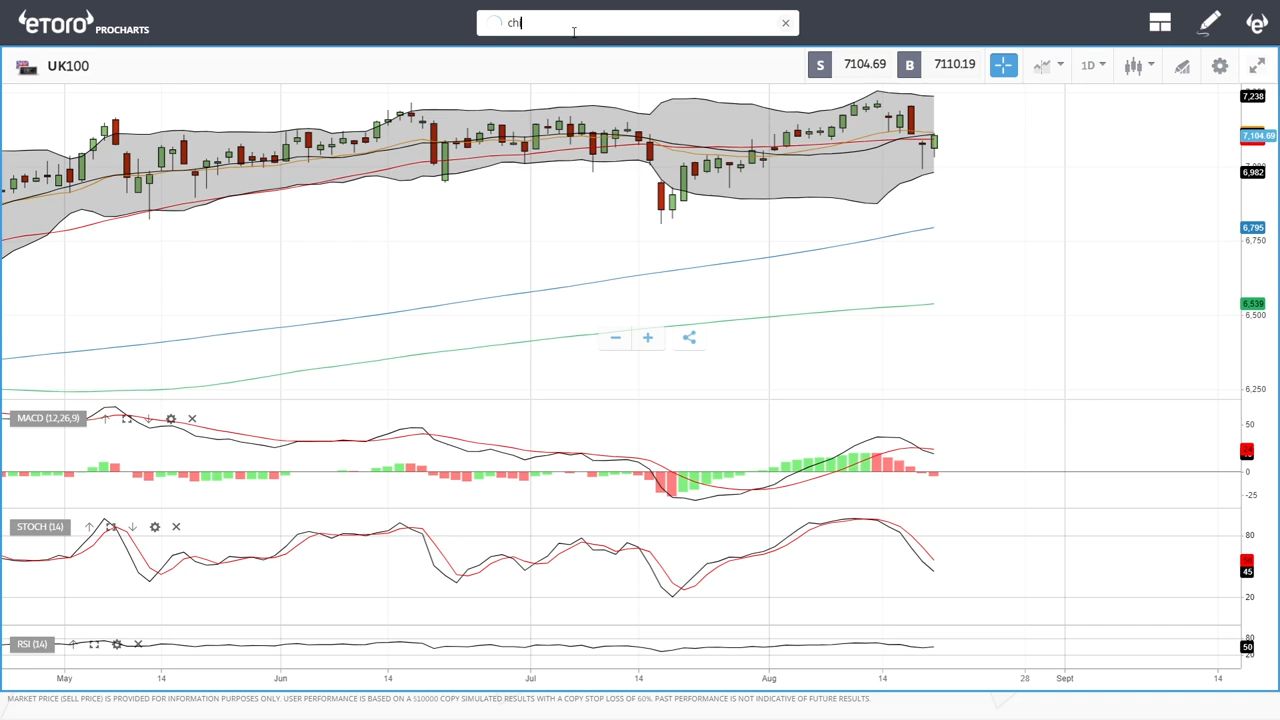 eToro PROCHARTS
chi
UK100
S 7104.69 B 7110.19
1D
7,238
7,104.69
6,982
6,795
6,750
6,539
6,500
6,250
MACD (12,26,9)
50
0
-25
STOCH (14)
80
45
20
RSI (14)
80
50
20
May 14 Jun 14 Jul 14 Aug 14 28 Sept 14
MARKET PRICE (SELL PRICE) IS PROVIDED FOR INFORMATION PURPOSES ONLY. USER PERFORMANCE IS BASED ON A $10000 COPY SIMULATED RESULTS WITH A COPY STOP LOSS OF 60%. PAST PERFORMANCE IS NOT INDICATIVE OF FUTURE RESULTS.